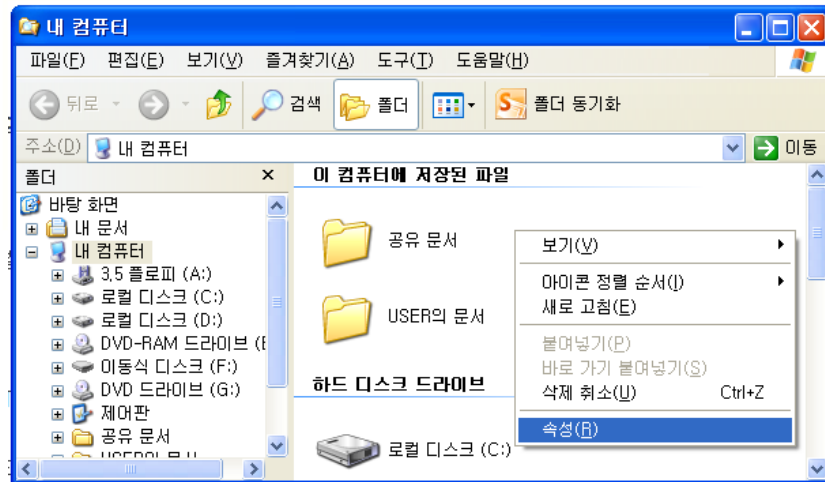 내 컴퓨터
파일(F) 편집(E) 보기(V) 즐겨찾기(A) 도구(T) 도움말(H)
뒤로 검색 폴더 폴더 동기화
주소(D) 내 컴퓨터 이동
폴더
바탕 화면
내 문서
내 컴퓨터
3,5 플로피 (A:)
로컬 디스크 (C:)
로컬 디스크 (D:)
DVD-RAM 드라이브 (E
이동식 디스크 (F:)
DVD 드라이브 (G:)
제어판
공유 문서
USER의 문서
이 컴퓨터에 저장된 파일
공유 문서
USER의 문서
하드 디스크 드라이브
로컬 디스크 (C:)
보기(V)
아이콘 정렬 순서(I)
새로 고침(E)
붙여넣기(P)
바로 가기 붙여넣기(S)
삭제 취소(U) Ctrl+Z
속성(R)